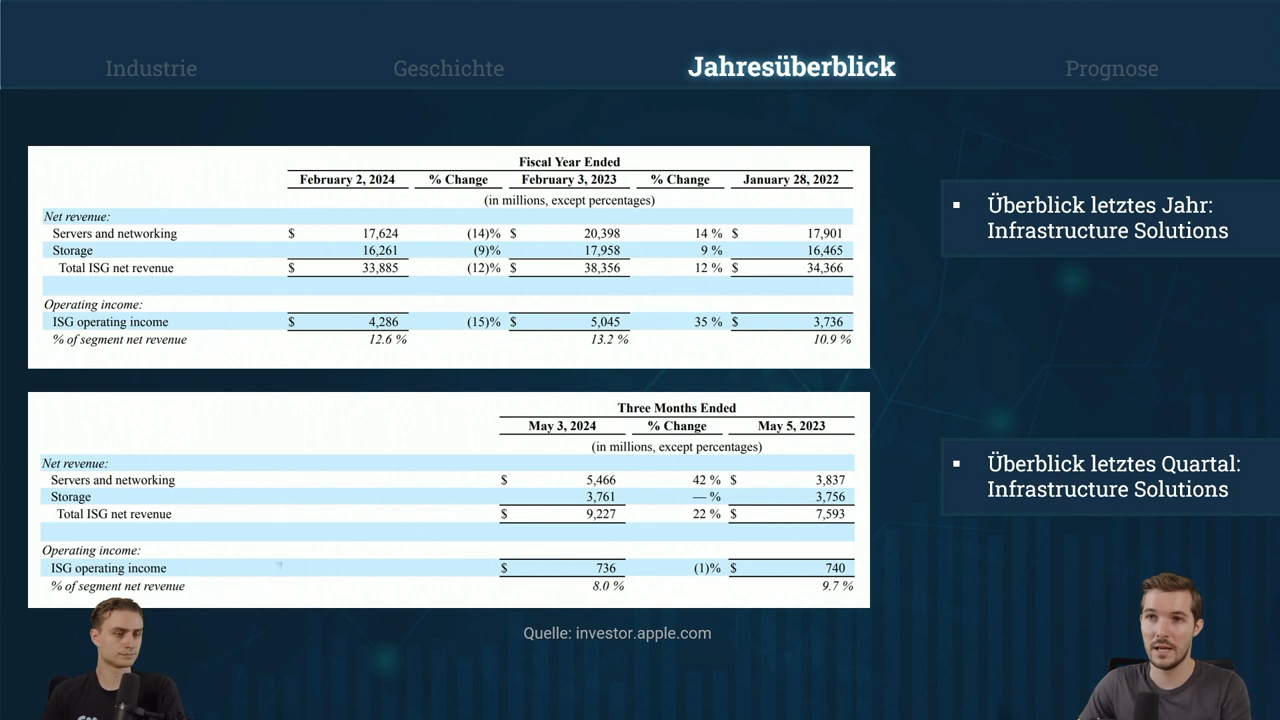 Industrie Geschichte Jahresüberblick Prognose
Fiscal Year Ended
February 2, 2024 % Change February 3, 2023 % Change January 28, 2022
(in millions, except percentages)
Net revenue:
Servers and networking $ 17,624 (14)% $ 20,398 14 % $ 17,901
Storage 16,261 (9)% 17,958 9 % 16,465
Total ISG net revenue $ 33,885 (12)% $ 38,356 12 % $ 34,366
Operating income:
ISG operating income $ 4,286 (15)% $ 5,045 35 % $ 3,736
% of segment net revenue 12.6 % 13.2 % 10.9 %
▪ Überblick letztes Jahr:
Infrastructure Solutions
Three Months Ended
May 3, 2024 % Change May 5, 2023
(in millions, except percentages)
Net revenue:
Servers and networking $ 5,466 42 % $ 3,837
Storage 3,761 — % 3,756
Total ISG net revenue $ 9,227 22 % $ 7,593
Operating income:
ISG operating income $ 736 (1)% $ 740
% of segment net revenue 8.0 % 9.7 %
▪ Überblick letztes Quartal:
Infrastructure Solutions
Quelle: investor.apple.com